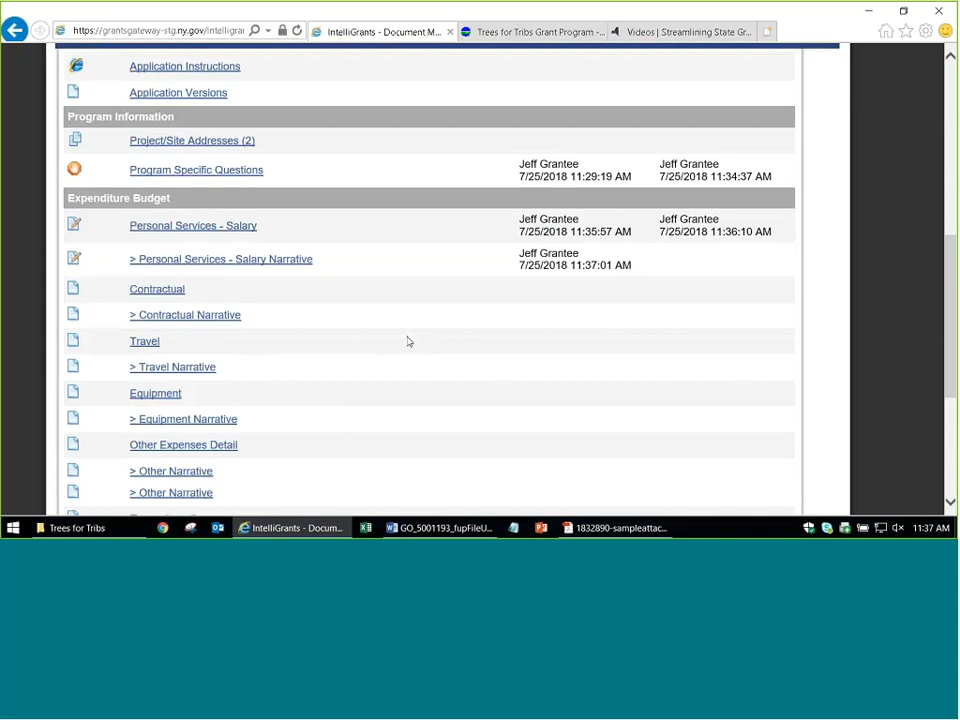 https://grantsgateway-stg.ny.gov/Intelligrar
IntelliGrants - Document M...
Trees for Tribs Grant Program -...
Videos | Streamlining State Gr...
Application Instructions
Application Versions
Program Information
Project/Site Addresses (2)
Program Specific Questions
Jeff Grantee
7/25/2018 11:29:19 AM
Jeff Grantee
7/25/2018 11:34:37 AM
Expenditure Budget
Personal Services - Salary
Jeff Grantee
7/25/2018 11:35:57 AM
Jeff Grantee
7/25/2018 11:36:10 AM
> Personal Services - Salary Narrative
Jeff Grantee
7/25/2018 11:37:01 AM
Contractual
> Contractual Narrative
Travel
> Travel Narrative
Equipment
> Equipment Narrative
Other Expenses Detail
> Other Narrative
> Other Narrative
Trees for Tribs
IntelliGrants - Docum...
GO_5001193_fupFileU...
1832890-sampleattac...
11:37 AM